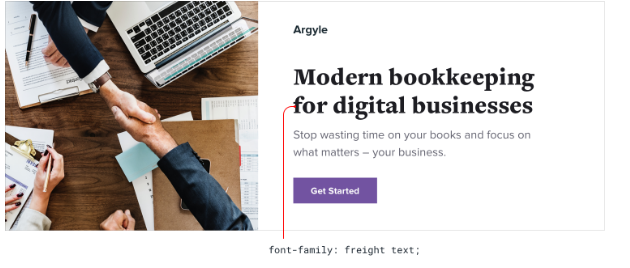 Argyle
Modern bookkeeping
for digital businesses
Stop wasting time on your books and focus on
what matters – your business.
Get Started
font-family: freight text;